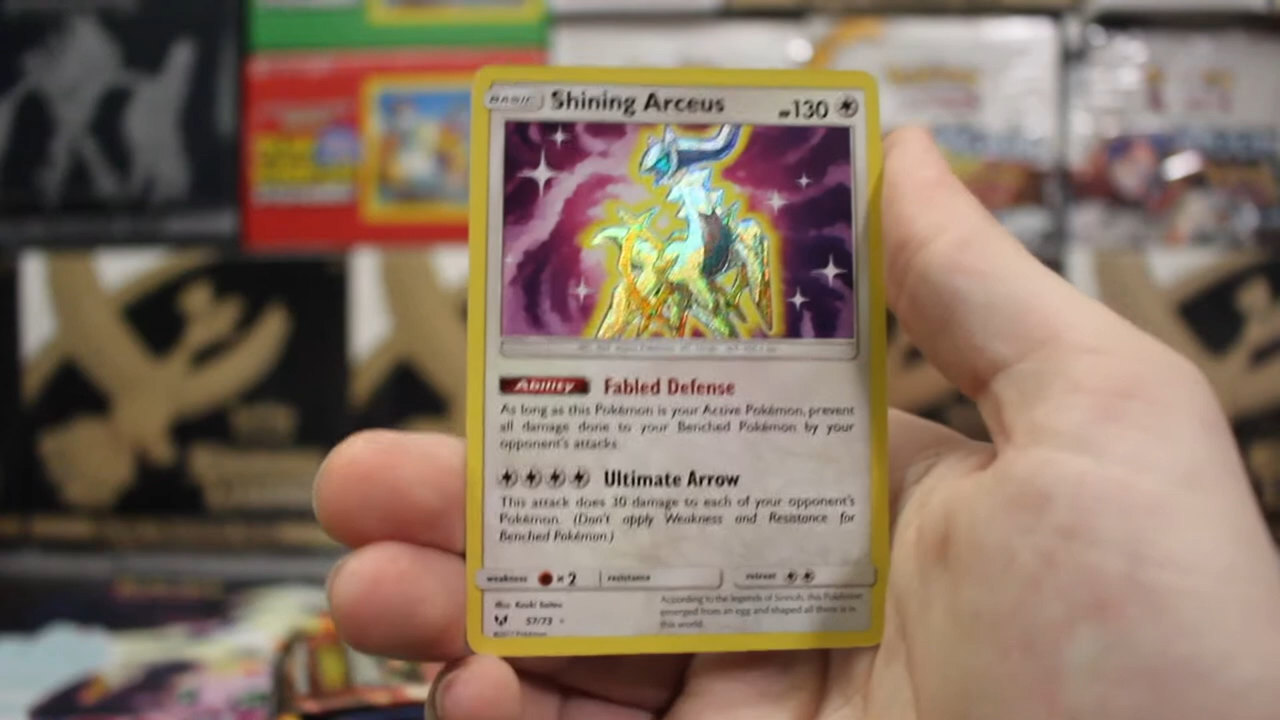 BASIC Shining Arceus HP130
Ability Fabled Defense
As long as this Pokémon is your Active Pokémon, prevent
all damage done to your Benched Pokémon by your
opponent's attacks.
Ultimate Arrow
This attack does 30 damage to each of your opponent's
Pokémon. (Don't apply Weakness and Resistance for
Benched Pokémon.)
weakness × 2 resistance retreat
Illus. Kouki Saitou
57/73
©2017 Pokémon
According to the legends of Sinnoh, this Pokémon
emerged from an egg and shaped all there is in
this world.